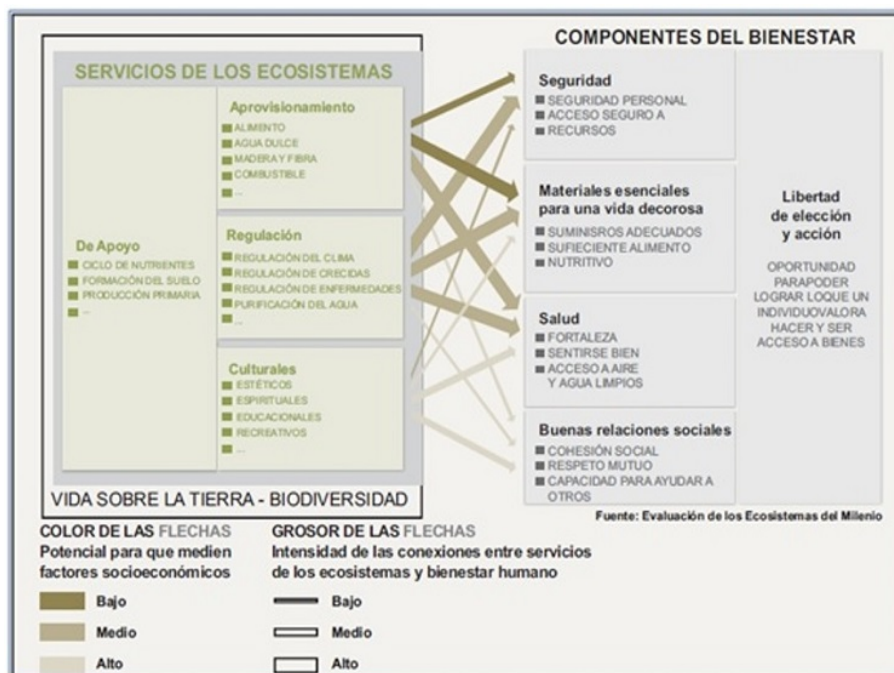 SERVICIOS DE LOS ECOSISTEMAS
De Apoyo
CICLO DE NUTRIENTES
FORMACIÓN DEL SUELO
PRODUCCIÓN PRIMARIA
...
Aprovisionamiento
ALIMENTO
AGUA DULCE
MADERA Y FIBRA
COMBUSTIBLE
...
Regulación
REGULACIÓN DEL CLIMA
REGULACIÓN DE CRECIDAS
REGULACIÓN DE ENFERMEDADES
PURIFICACIÓN DEL AGUA
...
Culturales
ESTÉTICOS
ESPIRITUALES
EDUCACIONALES
RECREATIVOS
...
VIDA SOBRE LA TIERRA - BIODIVERSIDAD
COMPONENTES DEL BIENESTAR
Seguridad
SEGURIDAD PERSONAL
ACCESO SEGURO A
RECURSOS
Materiales esenciales
para una vida decorosa
SUMINISROS ADECUADOS
SUFIECIENTE ALIMENTO
NUTRITIVO
Salud
FORTALEZA
SENTIRSE BIEN
ACCESO A AIRE
Y AGUA LIMPIOS
Buenas relaciones sociales
COHESIÓN SOCIAL
RESPETO MUTUO
CAPACIDAD PARA AYUDAR A
OTROS
Libertad
de elección
y acción
OPORTUNIDAD
PARAPODER
LOGRAR LOQUE UN
INDIVIDUOVALORA
HACER Y SER
ACCESO A BIENES
Fuente: Evaluación de los Ecosistemas del Milenio
COLOR DE LAS FLECHAS
Potencial para que medien
factores socioeconómicos
Bajo
Medio
Alto
GROSOR DE LAS FLECHAS
Intensidad de las conexiones entre servicios
de los ecosistemas y bienestar humano
Bajo
Medio
Alto